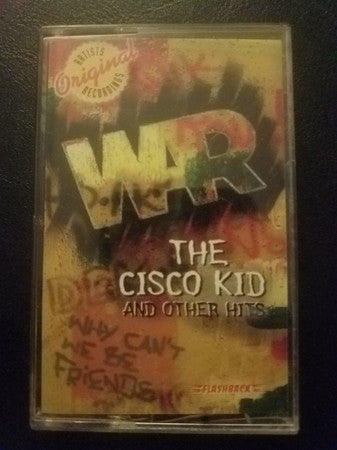 ARTISTS
Original
RECORDINGS
WAR
THE
CISCO KID
AND OTHER HITS
WHY CAN'T
WE BE
FRIENDS
FLASHBACK